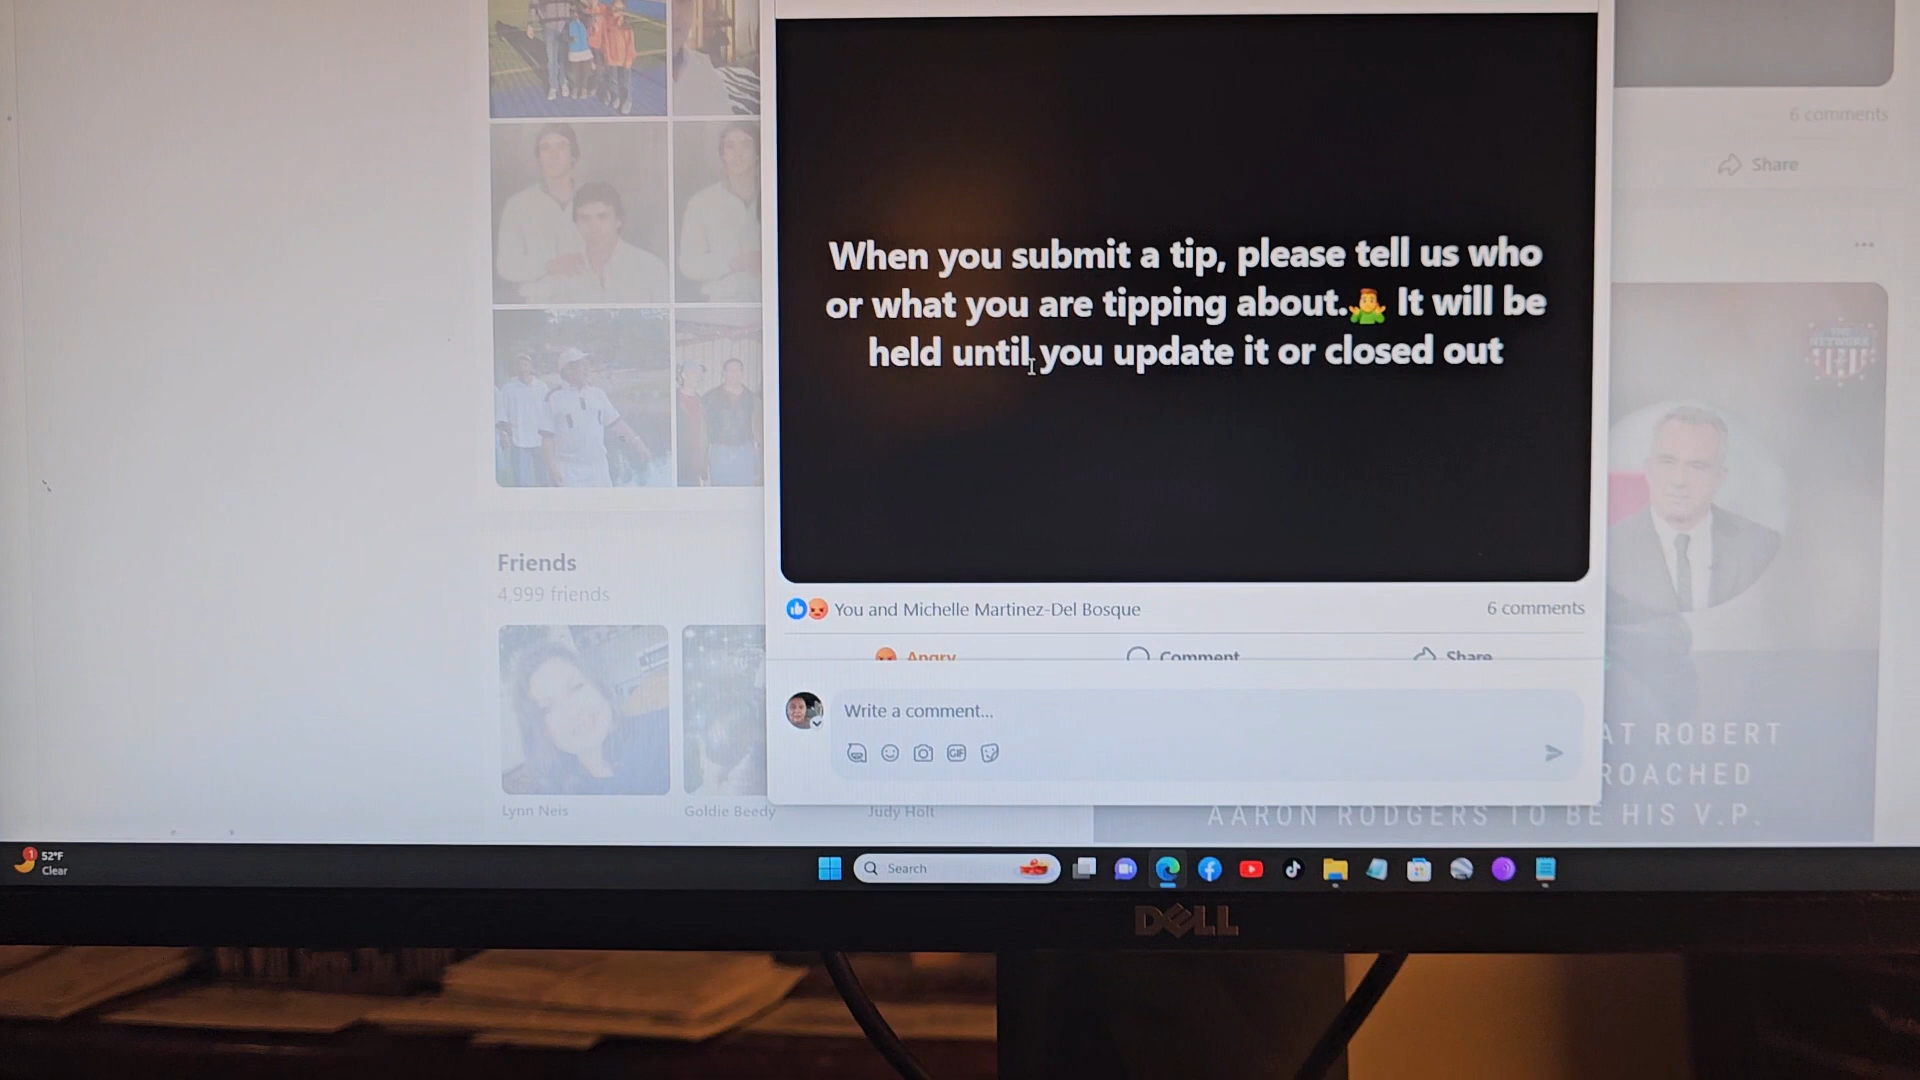 When you submit a tip, please tell us who
or what you are tipping about.🤷‍♂️ It will be
held until you update it or closed out
6 comments
Share
Friends
4,999 friends
Lynn Neis
Goldie Beedy
Judy Holt
You and Michelle Martinez-Del Bosque
6 comments
Angry
Comment
Share
Write a comment...
GIF
AT ROBERT
ROACHED
AARON RODGERS TO BE HIS V.P.
1
52°F
Clear
Search
DELL